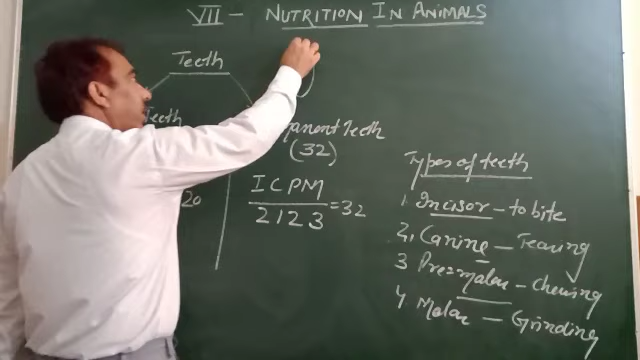 VII - NUTRITION IN ANIMALS
Teeth
Teeth
20
anent Teeth
(32)
I C P M
2 1 2 3 = 32
Types of teeth
1. Incisor - to bite
2. Canine - Tearing
3 Pre=molar - chewing
4 Molar - Grinding